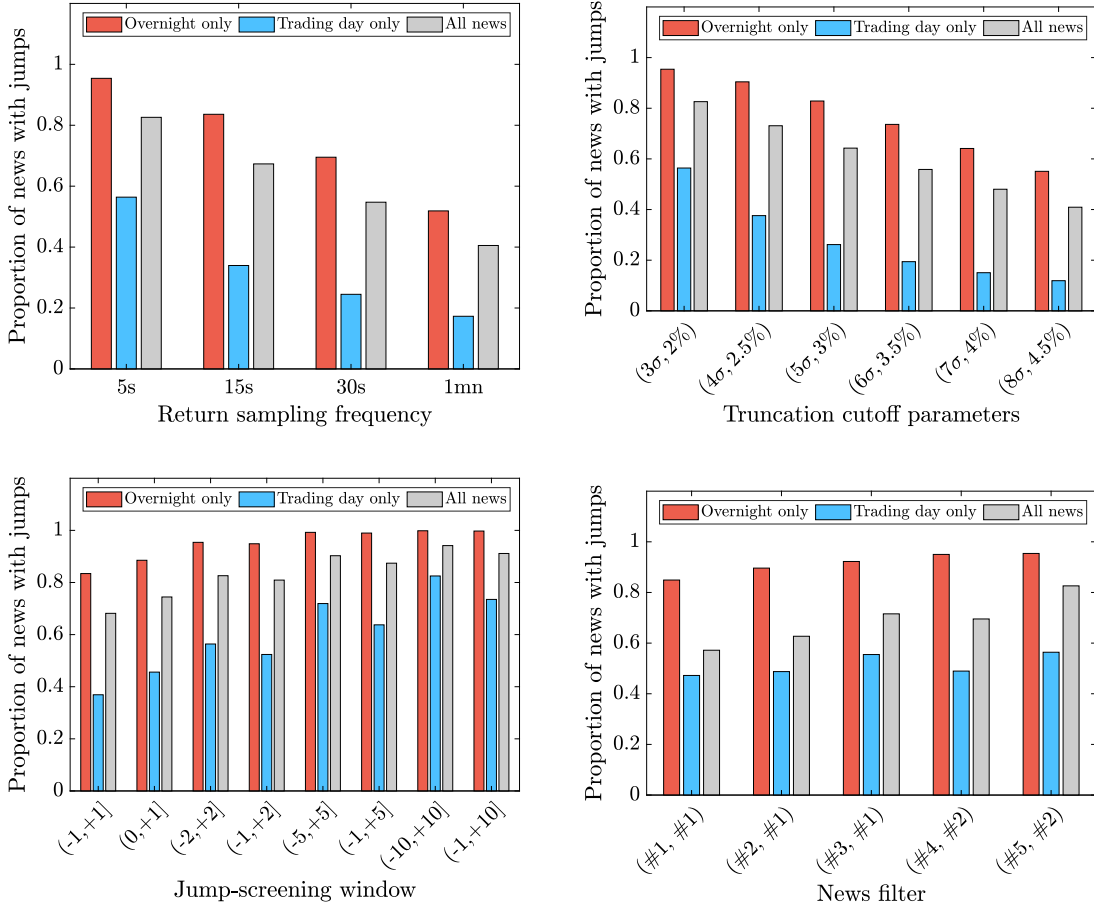 Overnight only Trading day only All news
Proportion of news with jumps
1
0.8
0.6
0.4
0.2
0
5s 15s 30s 1mn
Return sampling frequency
Overnight only Trading day only All news
Proportion of news with jumps
1
0.8
0.6
0.4
0.2
0
(3σ, 2%) (4σ, 2.5%) (5σ, 3%) (6σ, 3.5%) (7σ, 4%) (8σ, 4.5%)
Truncation cutoff parameters
Overnight only Trading day only All news
Proportion of news with jumps
1
0.8
0.6
0.4
0.2
0
(-1,+1] (0,+1] (-2,+2] (-1,+2] (-5,+5] (-1,+5] (-10,+10] (-1,+10]
Jump-screening window
Overnight only Trading day only All news
Proportion of news with jumps
1
0.8
0.6
0.4
0.2
0
(#1, #1) (#2, #1) (#3, #1) (#4, #2) (#5, #2)
News filter